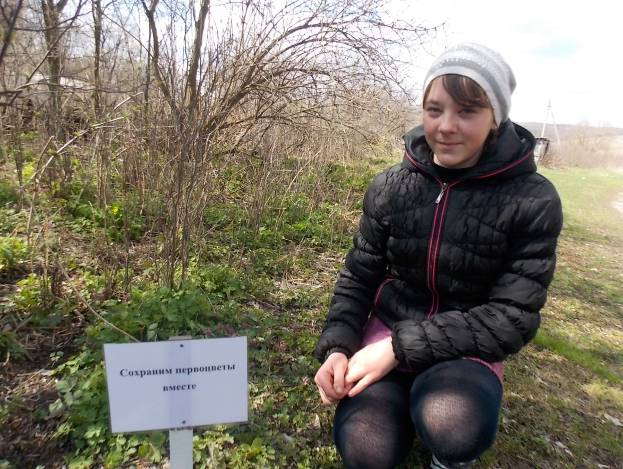 Сохраним первоцветы
вместе